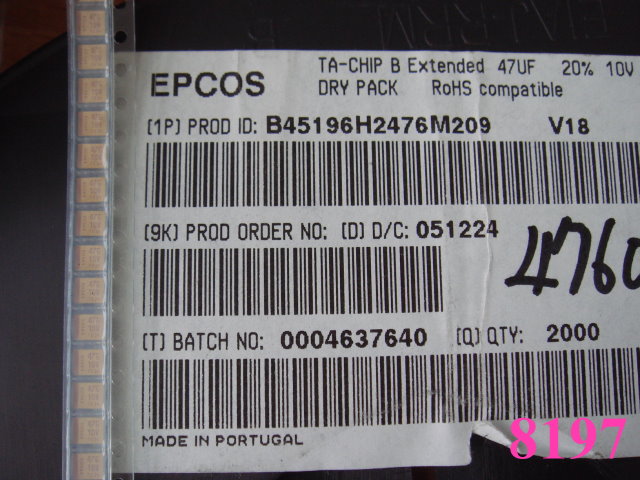 TA-CHIP B Extended 47UF 20% 10V
EPCOS
DRY PACK RoHS compatible
(1P) PROD ID: B45196H2476M209 V18
(9K) PROD ORDER NO: (D) D/C: 051224
4760
(T) BATCH NO: 0004637640 (Q) QTY: 2000
MADE IN PORTUGAL
8197